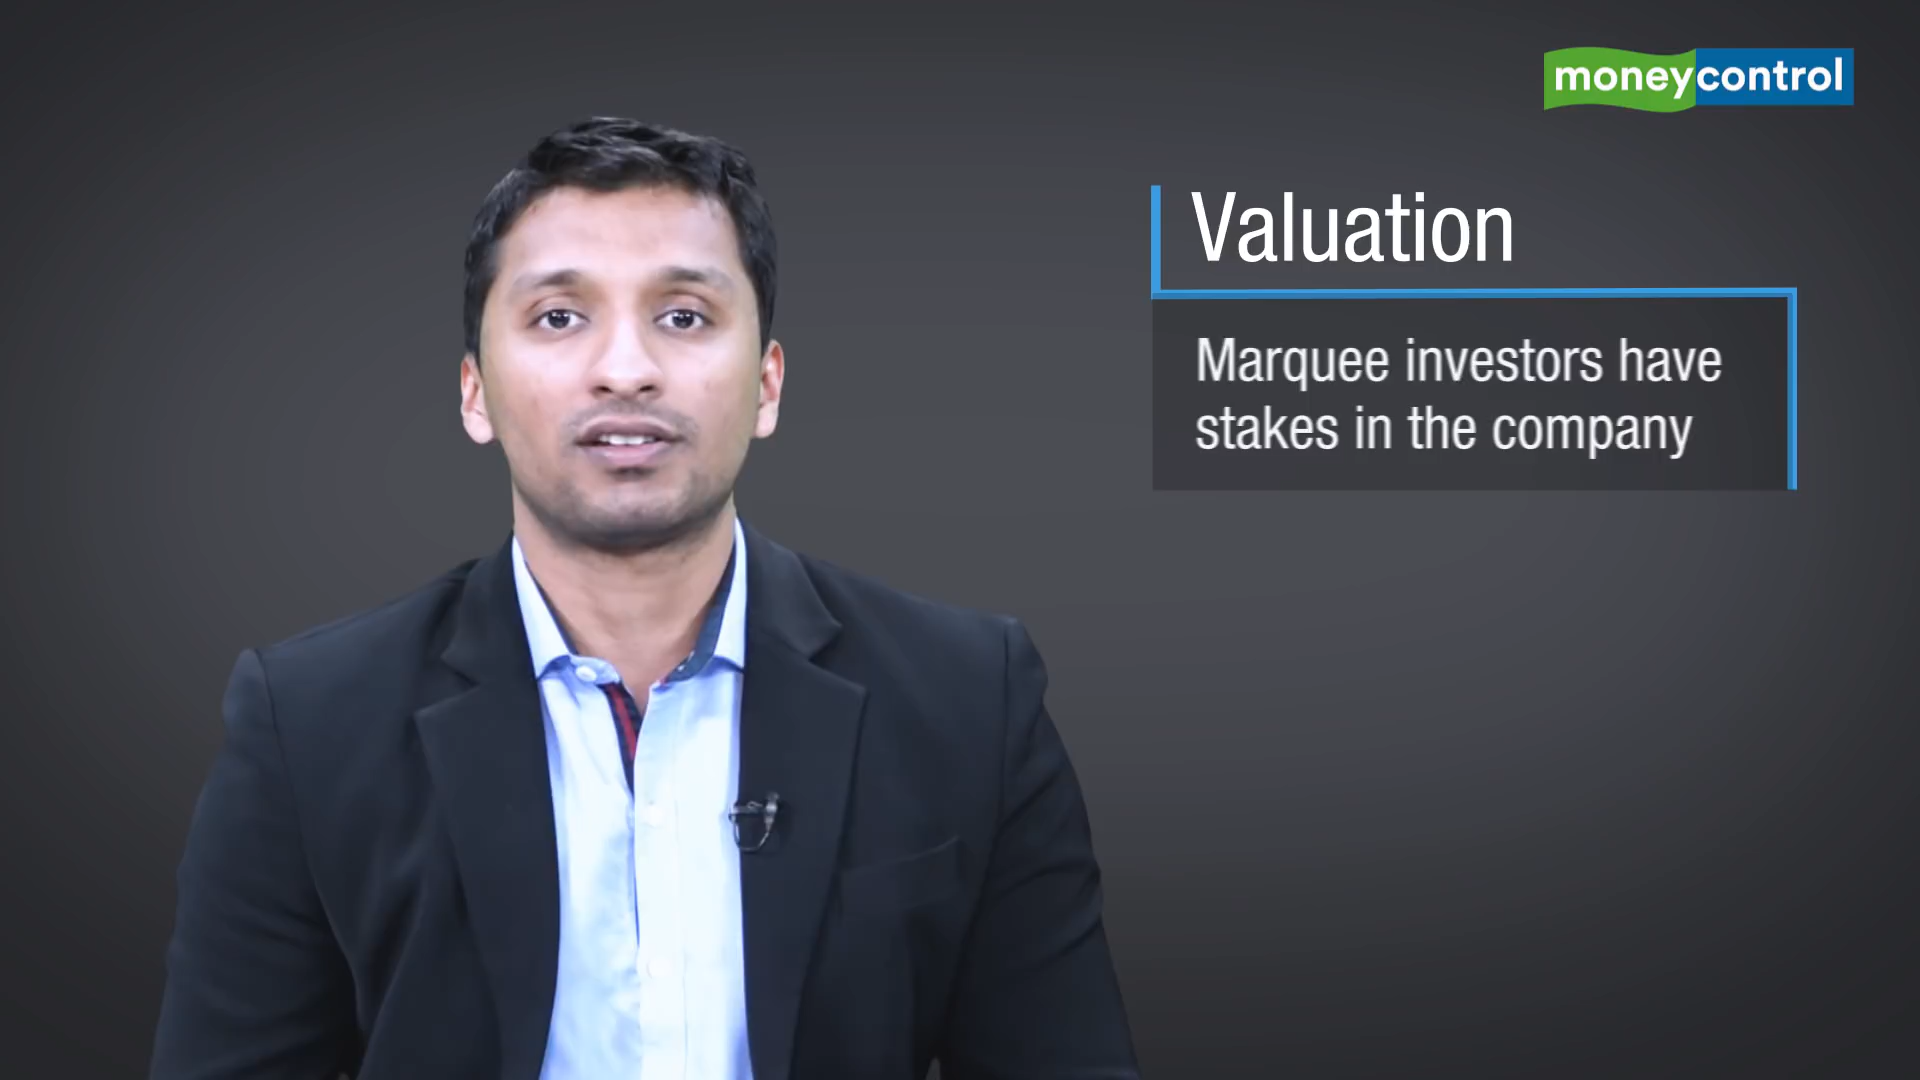 moneycontrol
Valuation
Marquee investors have
stakes in the company